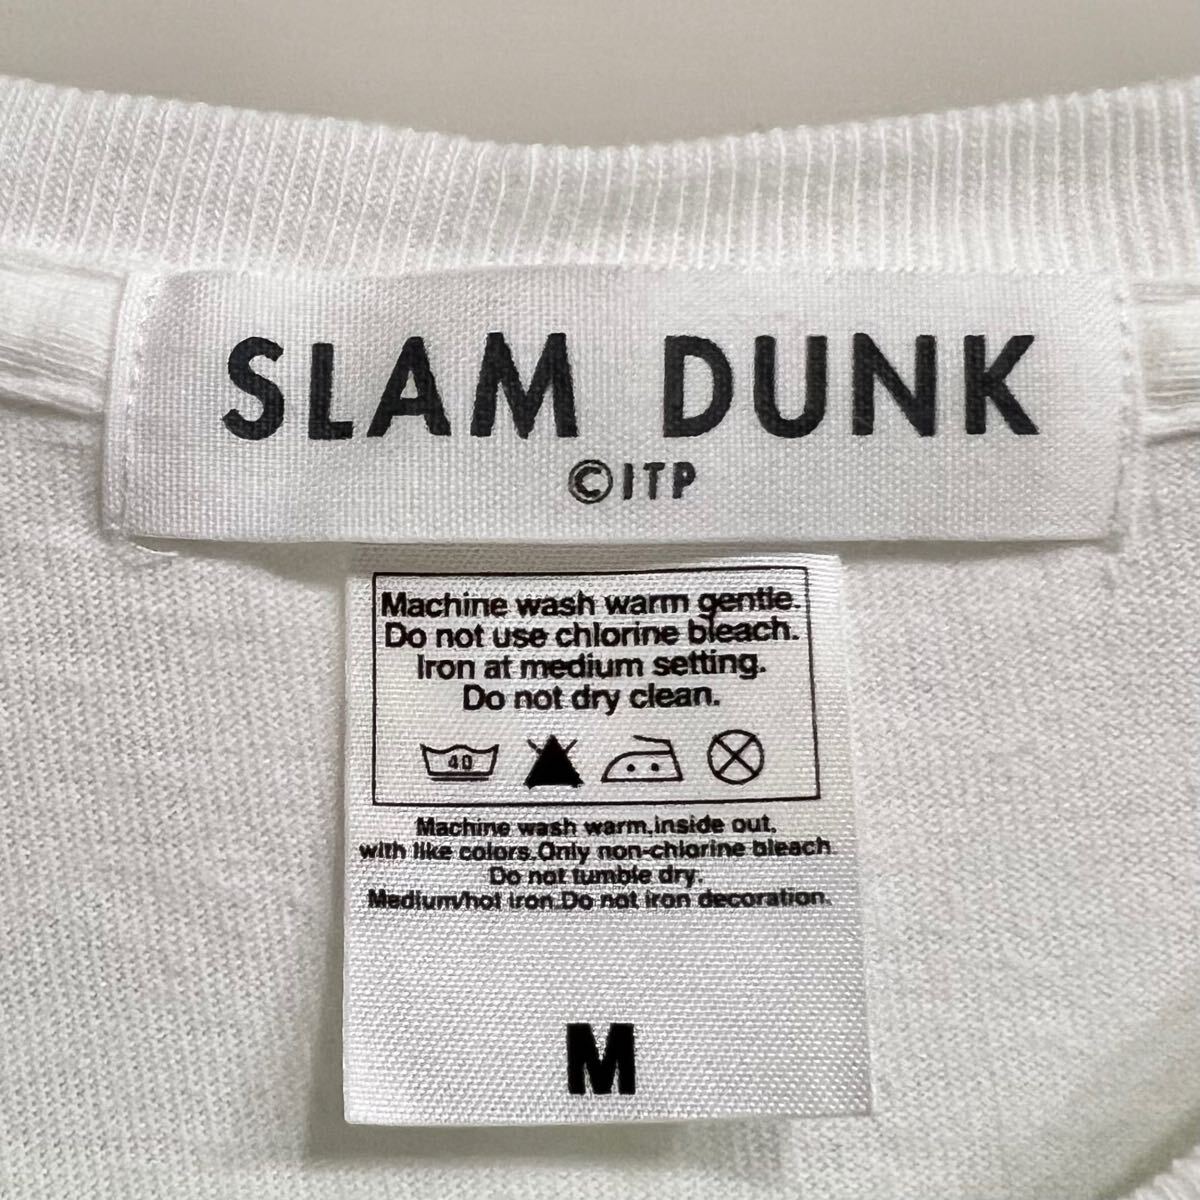 SLAM DUNK
©ITP
Machine wash warm gentle.
Do not use chlorine bleach.
Iron at medium setting.
Do not dry clean.
40
Machine wash warm,inside out,
with like colors.Only non-chlorine bleach
Do not tumble dry.
Medium/hot iron.Do not iron decoration.
M